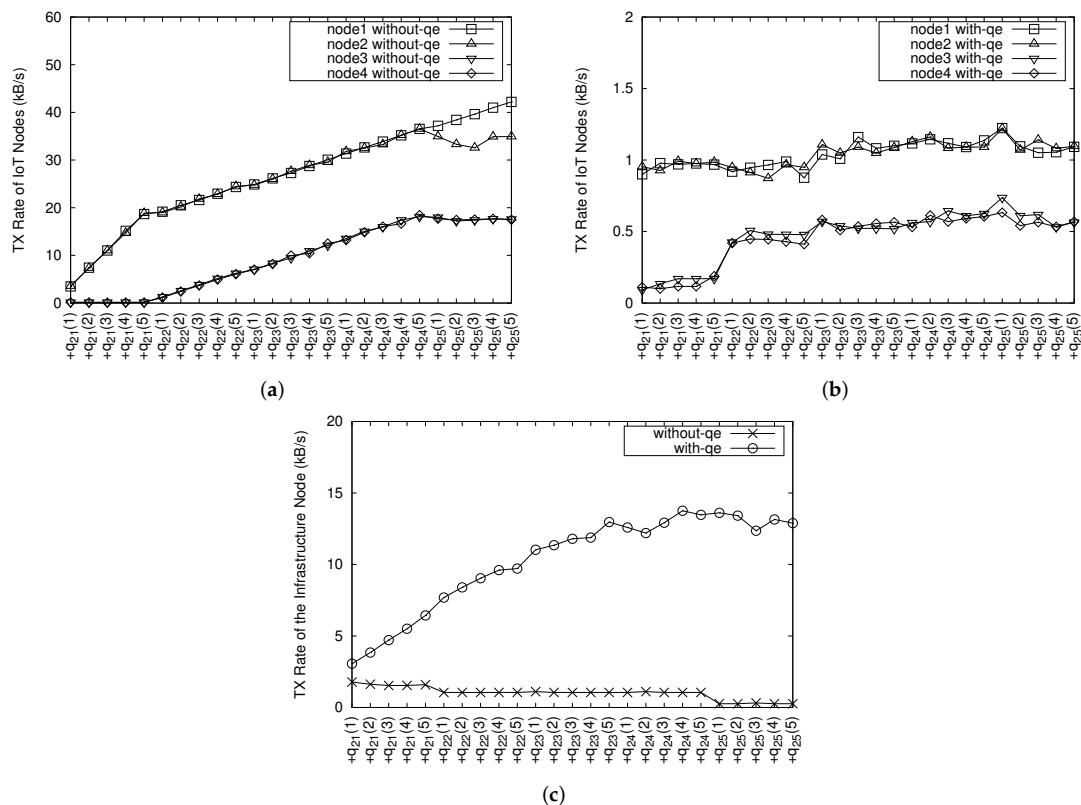 TX Rate of IoT Nodes (kB/s)
60
50
40
30
20
10
0
node1 without-qe
node2 without-qe
node3 without-qe
node4 without-qe
+q21(1)
+q21(2)
+q21(3)
+q21(4)
+q21(5)
+q22(1)
+q22(2)
+q22(3)
+q22(4)
+q22(5)
+q23(1)
+q23(2)
+q23(3)
+q23(4)
+q23(5)
+q24(1)
+q24(2)
+q24(3)
+q24(4)
+q24(5)
+q25(1)
+q25(2)
+q25(3)
+q25(4)
+q25(5)
(a)
TX Rate of IoT Nodes (kB/s)
2
1.5
1
0.5
0
node1 with-qe
node2 with-qe
node3 with-qe
node4 with-qe
+q21(1)
+q21(2)
+q21(3)
+q21(4)
+q21(5)
+q22(1)
+q22(2)
+q22(3)
+q22(4)
+q22(5)
+q23(1)
+q23(2)
+q23(3)
+q23(4)
+q23(5)
+q24(1)
+q24(2)
+q24(3)
+q24(4)
+q24(5)
+q25(1)
+q25(2)
+q25(3)
+q25(4)
+q25(5)
(b)
TX Rate of the Infrastructure Node (kB/s)
20
15
10
5
0
without-qe
with-qe
+q21(1)
+q21(2)
+q21(3)
+q21(4)
+q21(5)
+q22(1)
+q22(2)
+q22(3)
+q22(4)
+q22(5)
+q23(1)
+q23(2)
+q23(3)
+q23(4)
+q23(5)
+q24(1)
+q24(2)
+q24(3)
+q24(4)
+q24(5)
+q25(1)
+q25(2)
+q25(3)
+q25(4)
+q25(5)
(c)